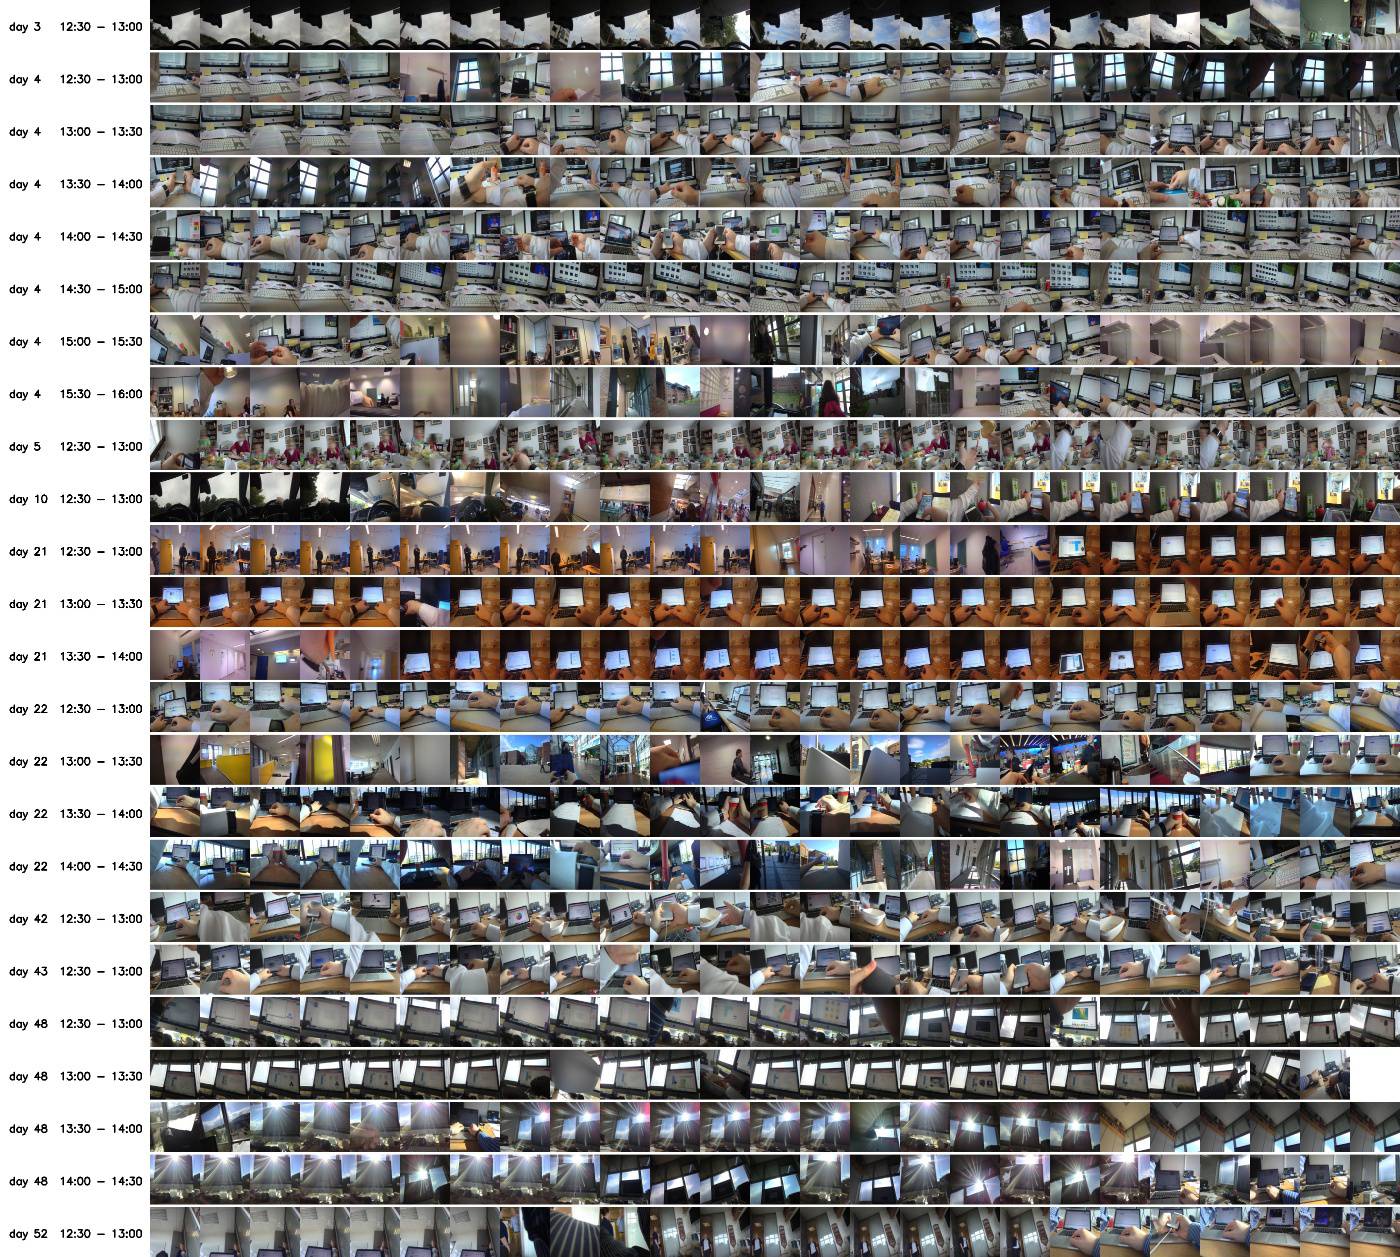 day 3 12:30 – 13:00
day 4 12:30 – 13:00
day 4 13:00 – 13:30
day 4 13:30 – 14:00
day 4 14:00 – 14:30
day 4 14:30 – 15:00
day 4 15:00 – 15:30
day 4 15:30 – 16:00
day 5 12:30 – 13:00
day 10 12:30 – 13:00
day 21 12:30 – 13:00
day 21 13:00 – 13:30
day 21 13:30 – 14:00
day 22 12:30 – 13:00
day 22 13:00 – 13:30
day 22 13:30 – 14:00
day 22 14:00 – 14:30
day 42 12:30 – 13:00
day 43 12:30 – 13:00
day 48 12:30 – 13:00
day 48 13:00 – 13:30
day 48 13:30 – 14:00
day 48 14:00 – 14:30
day 52 12:30 – 13:00